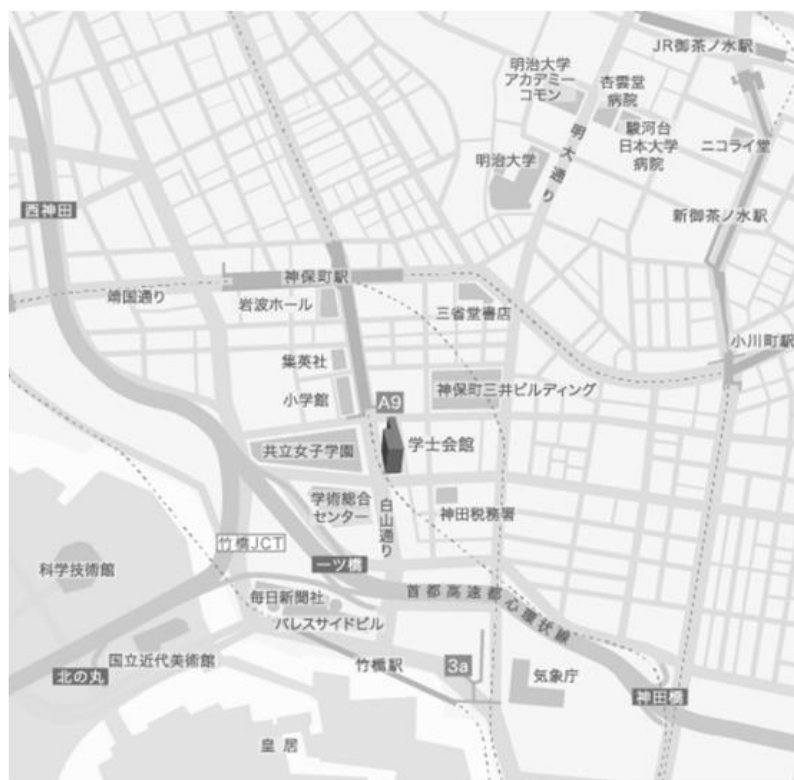 JR御茶ノ水駅
明治大学
アカデミー
コモン
杏雲堂
病院
駿河台
日本大学
病院
ニコライ堂
明大通り
明治大学
西神田
新御茶ノ水駅
神保町駅
靖国通り
岩波ホール
三省堂書店
小川町駅
集英社
小学館
A9
神保町三井ビルディング
共立女子学園
学士会館
学術総合
センター
白山通り
神田税務署
竹橋JCT
一ツ橋
科学技術館
毎日新聞社
パレスサイドビル
首都高速都心環状線
国立近代美術館
竹橋駅
3a
気象庁
北の丸
神田橋
皇居